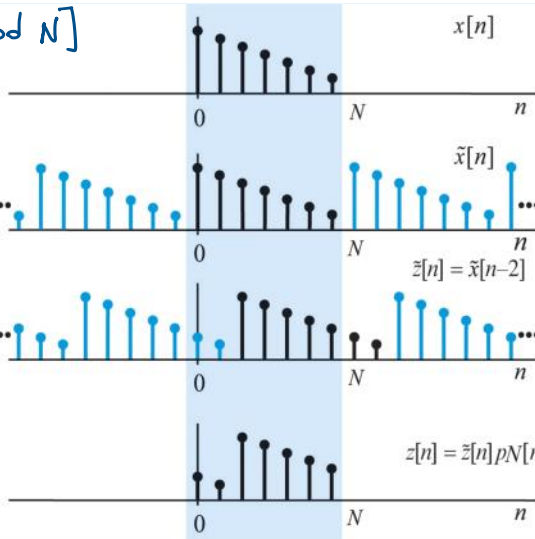 od N]
x[n]
0 N n
x̃[n]
0 N n
z̃[n] = x̃[n–2]
0 N n
z[n] = z̃[n] pN[n
0 N n